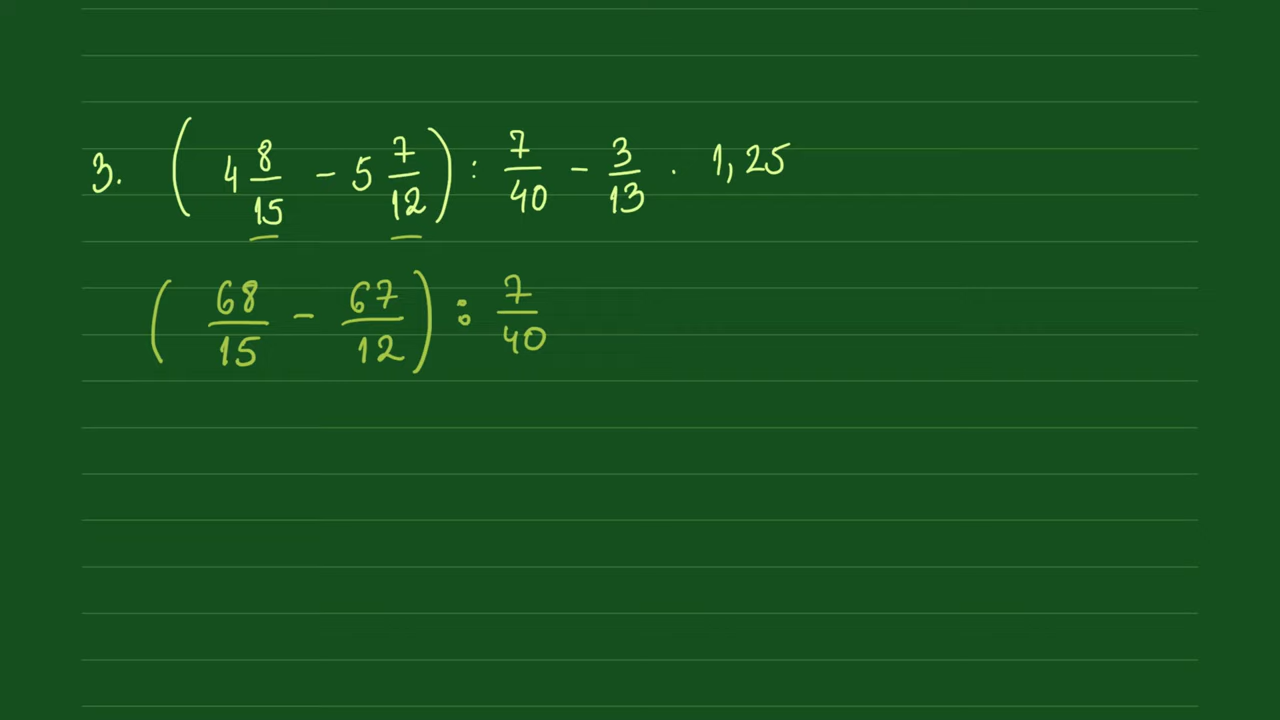 3. ( 4 8/15 - 5 7/12 ) : 7/40 - 3/13 · 1,25
( 68/15 - 67/12 ) : 7/40